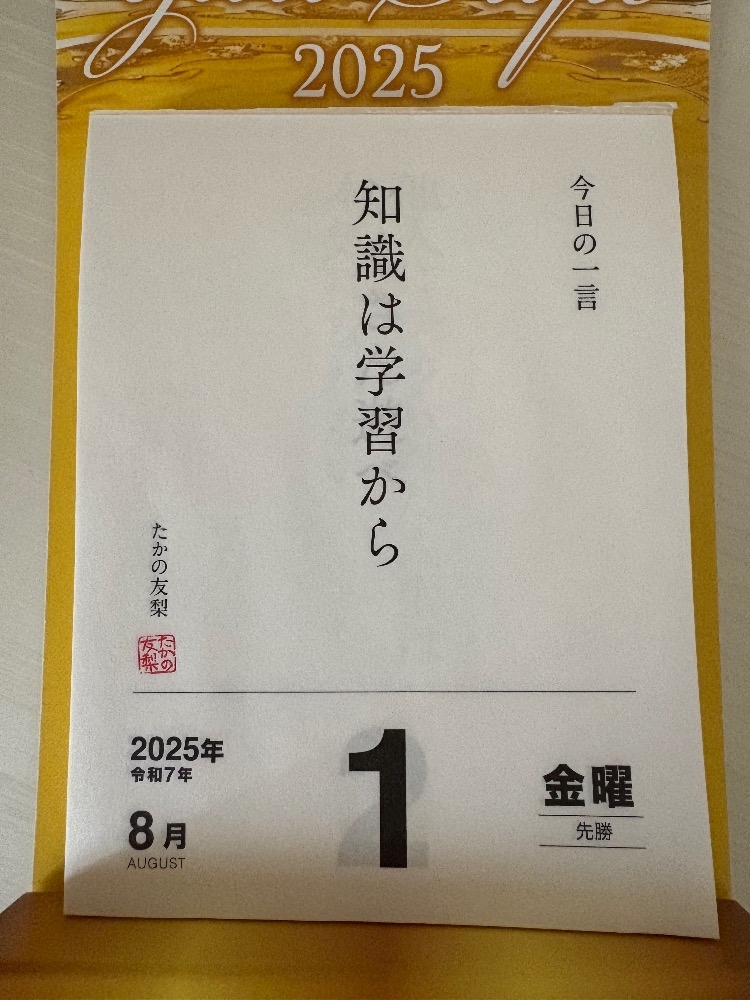 2025
今日の一言
知識は学習から
たかの友梨
たかの
友梨
2025年
令和7年
8月
AUGUST
1
金曜
先勝